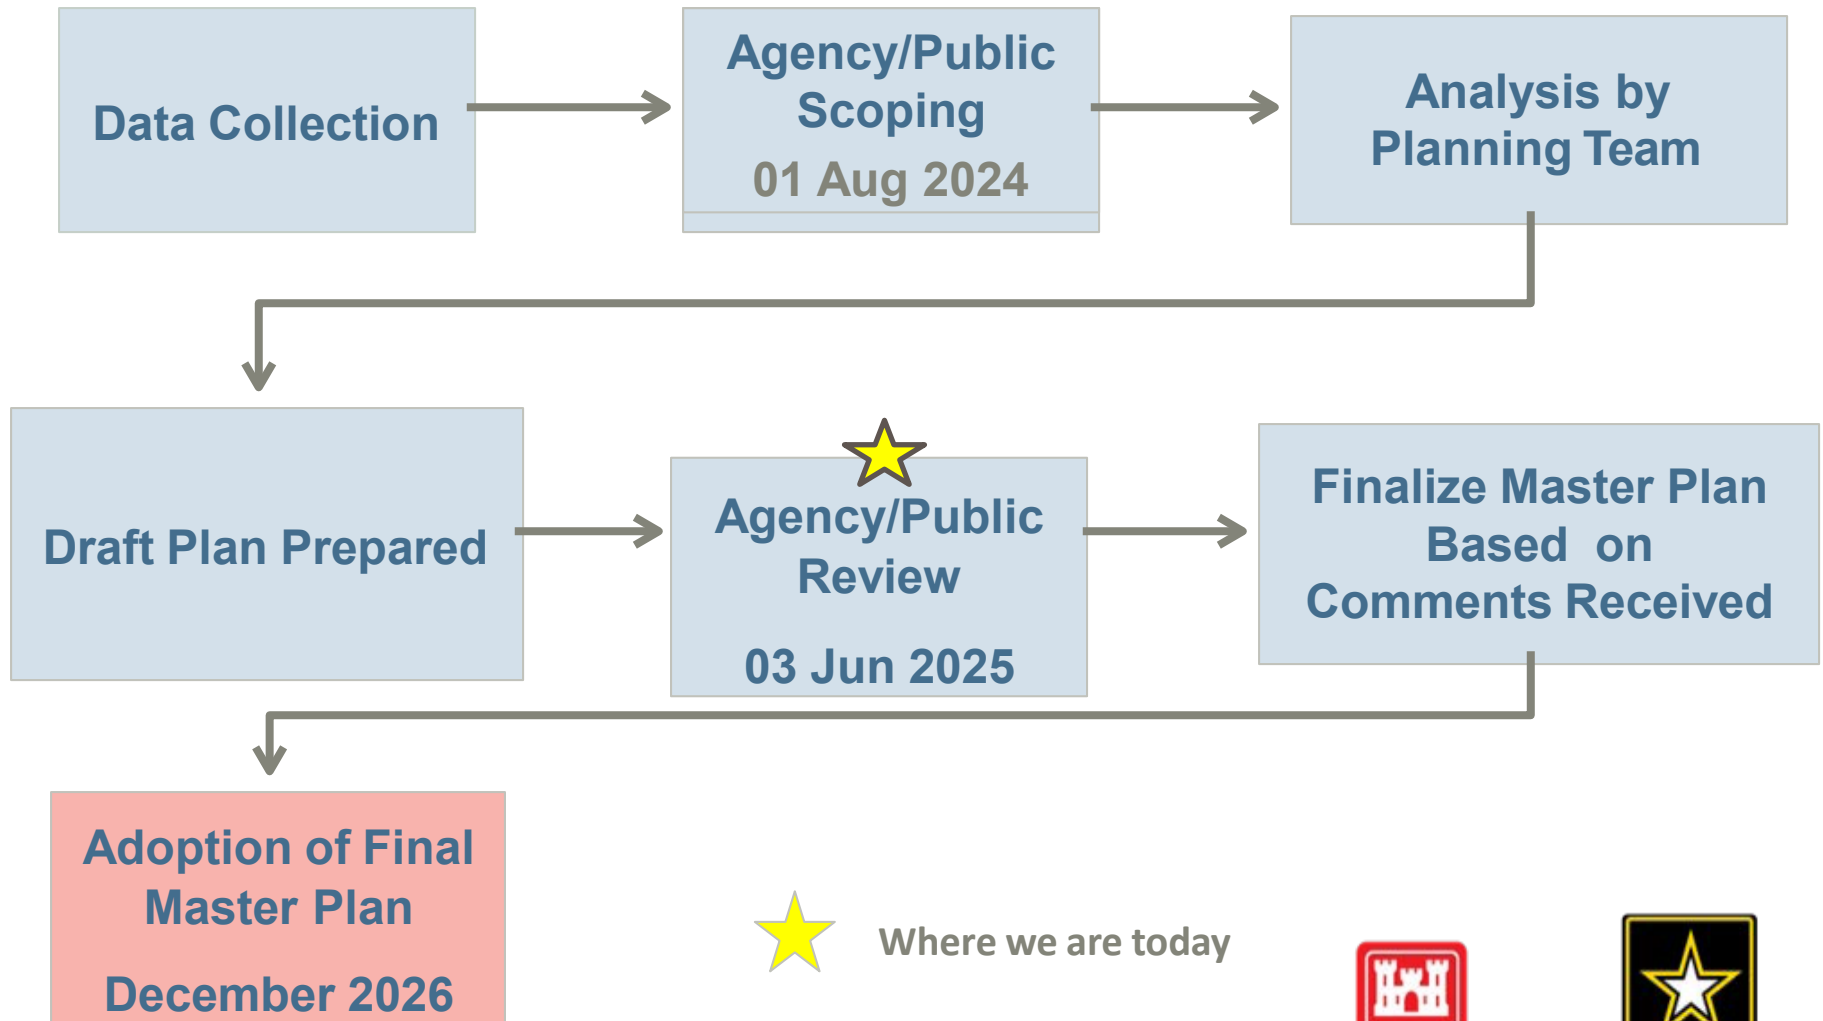 Data Collection
Agency/Public
Scoping
01 Aug 2024
Analysis by
Planning Team
Draft Plan Prepared
Agency/Public
Review
03 Jun 2025
Finalize Master Plan
Based on
Comments Received
Adoption of Final
Master Plan
December 2026
Where we are today